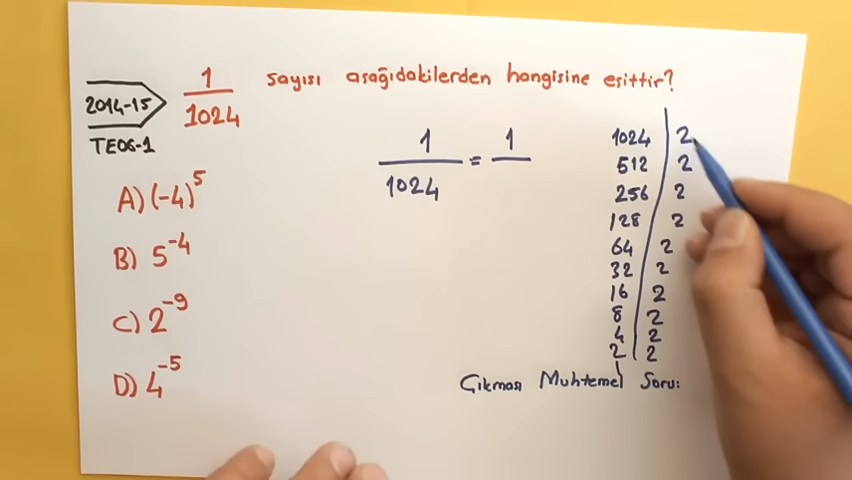 2014-15
TEOG-1
1/1024 sayısı aşağıdakilerden hangisine eşittir?
A) (-4)^5
B) 5^-4
C) 2^-9
D) 4^-5
1/1024 = 1/
1024 | 2
512 | 2
256 | 2
128 | 2
64 | 2
32 | 2
16 | 2
8 | 2
4 | 2
2 | 2
1
Çıkması Muhtemel Soru: